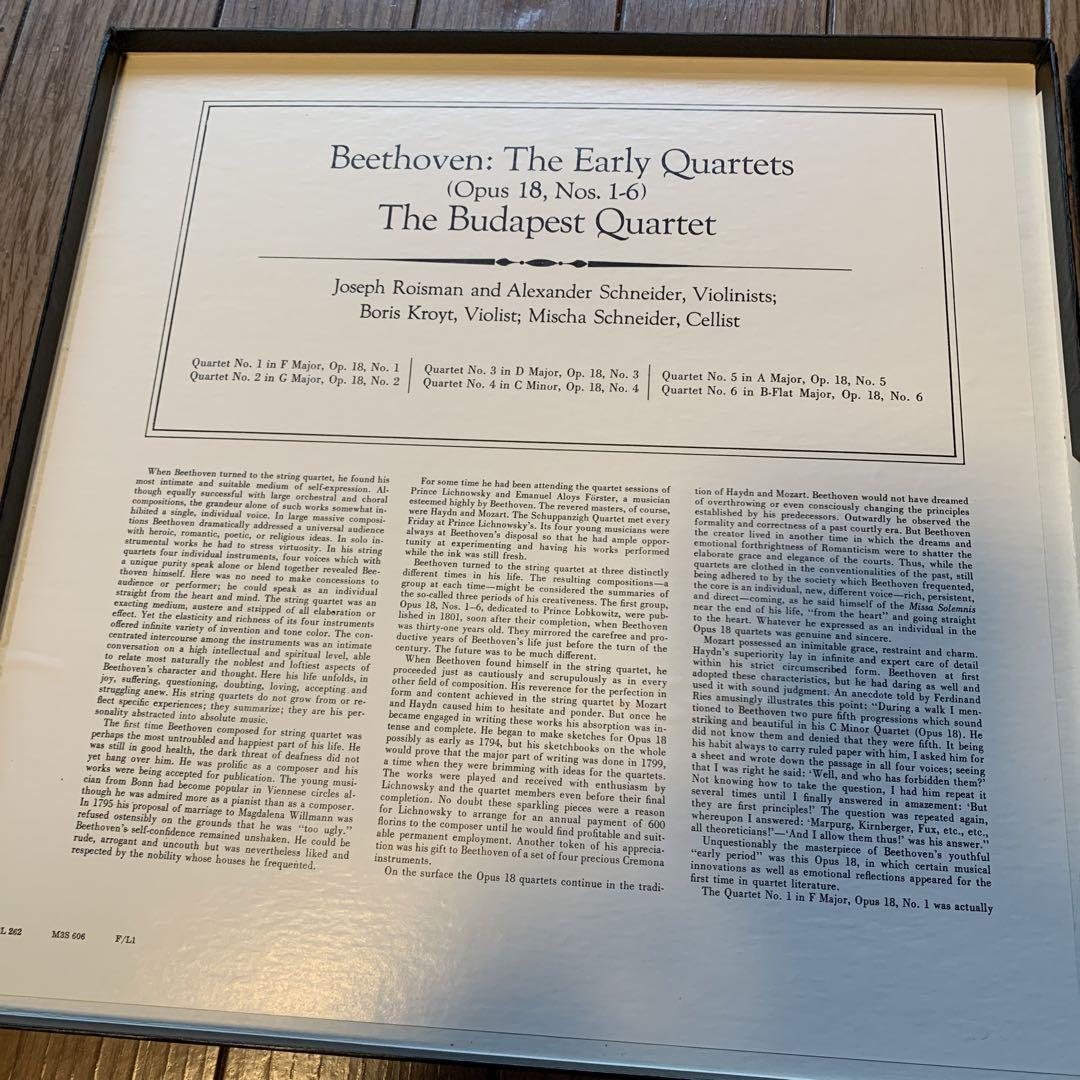 Beethoven: The Early Quartets
(Opus 18, Nos. 1-6)
The Budapest Quartet
Joseph Roisman and Alexander Schneider, Violinists;
Boris Kroyt, Violist; Mischa Schneider, Cellist
Quartet No. 1 in F Major, Op. 18, No. 1
Quartet No. 2 in G Major, Op. 18, No. 2
Quartet No. 3 in D Major, Op. 18, No. 3
Quartet No. 4 in C Minor, Op. 18, No. 4
Quartet No. 5 in A Major, Op. 18, No. 5
Quartet No. 6 in B-Flat Major, Op. 18, No. 6
When Beethoven turned to the string quartet, he found his
most intimate and suitable medium of self-expression. Al-
though equally successful with large orchestral and choral
compositions, the grandeur alone of such works somewhat in-
hibited a single, individual voice. In large massive composi-
tions Beethoven dramatically addressed a universal audience
with heroic, romantic, poetic, or religious ideas. In solo in-
strumental works he had to stress virtuosity. In his string
quartets four individual instruments, four voices which with
a unique purity speak alone or blend together revealed Bee-
thoven himself. Here was no need to make concessions to
audience or performer; he could speak as an individual
straight from the heart and mind. The string quartet was an
exacting medium, austere and stripped of all elaboration or
effect. Yet the elasticity and richness of its four instruments
offered infinite variety of invention and tone color. The con-
centrated intercourse among the instruments was an intimate
conversation on a high intellectual and spiritual level, able
to relate most naturally the noblest and loftiest aspects of
Beethoven's character and thought. Here his life unfolds, in
joy, suffering, questioning, doubting, loving, accepting and
struggling anew. His string quartets do not grow from or re-
flect specific experiences; they summarize; they are his per-
sonality abstracted into absolute music.
The first time Beethoven composed for string quartet was
perhaps the most untroubled and happiest part of his life. He
was still in good health, the dark threat of deafness did not
yet hang over him. He was prolific as a composer and his
works were being accepted for publication. The young musi-
cian from Bonn had become popular in Viennese circles al-
though he was admired more as a pianist than as a composer.
In 1795 his proposal of marriage to Magdalena Willmann was
refused ostensibly on the grounds that he was "too ugly."
Beethoven's self-confidence remained unshaken. He could be
rude, arrogant and uncouth but was nevertheless liked and
respected by the nobility whose houses he frequented.
For some time he had been attending the quartet sessions of
Prince Lichnowsky and Emanuel Aloys Förster, a musician
esteemed highly by Beethoven. The revered masters, of course,
were Haydn and Mozart. The Schuppanzigh Quartet met every
Friday at Prince Lichnowsky's. Its four young musicians were
always at Beethoven's disposal so that he had ample oppor-
tunity at experimenting and having his works performed
while the ink was still fresh.
Beethoven turned to the string quartet at three distinctly
different times in his life. The resulting compositions—a
group at each time—might be considered the summaries of
the so-called three periods of his creativeness. The first group,
Opus 18, Nos. 1–6, dedicated to Prince Lobkowitz, were pub-
lished in 1801, soon after their completion, when Beethoven
was thirty-one years old. They mirrored the carefree and pro-
ductive years of Beethoven's life just before the turn of the
century. The future was to be much different.
When Beethoven found himself in the string quartet, he
proceeded just as cautiously and scrupulously as in every
other field of composition. His reverence for the perfection in
form and content achieved in the string quartet by Mozart
and Haydn caused him to hesitate and ponder. But once he
became engaged in writing these works his absorption was in-
tense and complete. He began to make sketches for Opus 18
possibly as early as 1794, but his sketchbooks on the whole
would prove that the major part of writing was done in 1799,
a time when they were brimming with ideas for the quartets.
The works were played and received with enthusiasm by
Lichnowsky and the quartet members even before their final
completion. No doubt these sparkling pieces were a reason
for Lichnowsky to arrange for an annual payment of 600
florins to the composer until he would find profitable and suit-
able permanent employment. Another token of his apprecia-
tion was his gift to Beethoven of a set of four precious Cremona
instruments.
On the surface the Opus 18 quartets continue in the tradi-
tion of Haydn and Mozart. Beethoven would not have dreamed
of overthrowing or even consciously changing the principles
established by his predecessors. Outwardly he observed the
formality and correctness of a past courtly era. But Beethoven
the creator lived in another time in which the dreams and
emotional forthrightness of Romanticism were to shatter the
elaborate grace and elegance of the courts. Thus, while the
quartets are clothed in the conventionalities of the past, still
being adhered to by the society which Beethoven frequented,
the core is an individual, new, different voice—rich, persistent,
and direct—coming, as he said himself of the Missa Solemnis
near the end of his life, "from the heart" and going straight
to the heart. Whatever he expressed as an individual in the
Opus 18 quartets was genuine and sincere.
Mozart possessed an inimitable grace, restraint and charm.
Haydn's superiority lay in infinite and expert care of detail
within his strict circumscribed form. Beethoven at first
adopted these characteristics, but he had daring as well and
used it with sound judgment. An anecdote told by Ferdinand
Ries amusingly illustrates this point: "During a walk I men-
tioned to Beethoven two pure fifth progressions which sound
striking and beautiful in his C Minor Quartet (Opus 18). He
did not know them and denied that they were fifth. It being
his habit always to carry ruled paper with him, I asked him for
a sheet and wrote down the passage in all four voices; seeing
that I was right he said: 'Well, and who has forbidden them?'
Not knowing how to take the question, I had him repeat it
several times until I finally answered in amazement: 'But
they are first principles!' The question was repeated again,
whereupon I answered: 'Marpurg, Kirnberger, Fux, etc., etc.,
all theoreticians!'—'And I allow them thus!' was his answer."
Unquestionably the masterpiece of Beethoven's youthful
"early period" was this Opus 18, in which certain musical
innovations as well as emotional reflections appeared for the
first time in quartet literature.
The Quartet No. 1 in F Major, Opus 18, No. 1 was actually
L 262 M3S 606 F/L1